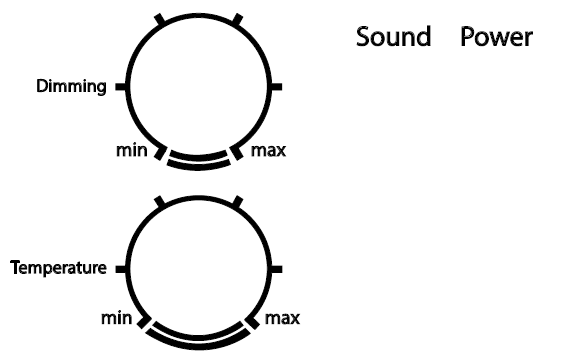 Sound Power
Dimming
min max
Temperature
min max